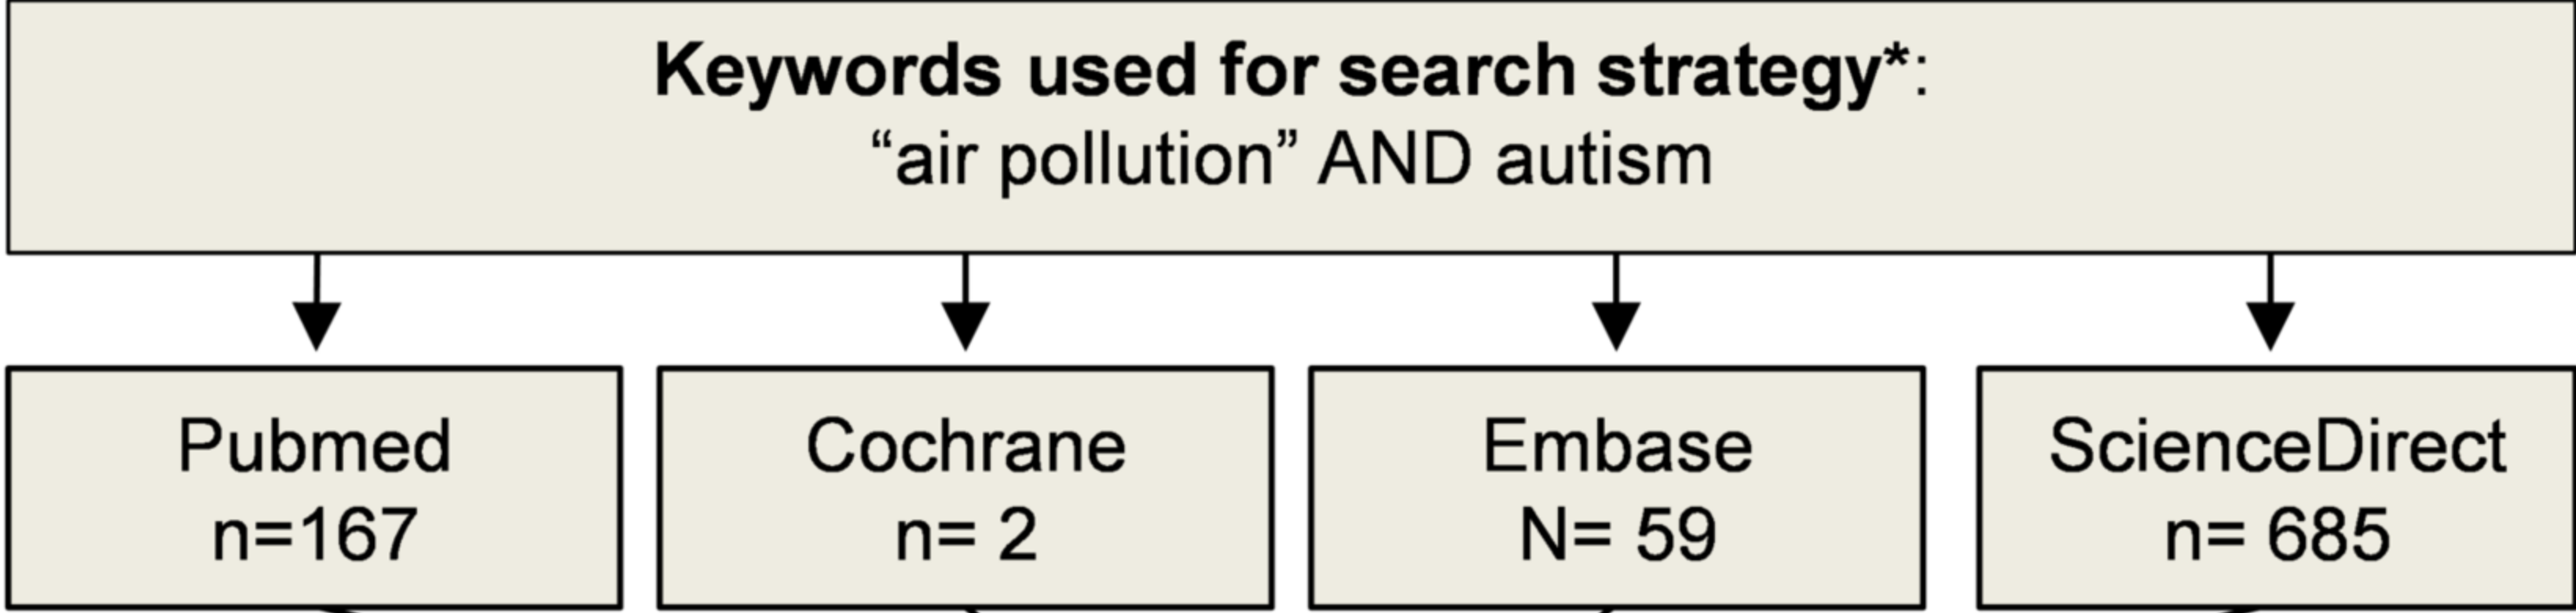 Keywords used for search strategy*:
“air pollution” AND autism
Pubmed
n=167
Cochrane
n= 2
Embase
N= 59
ScienceDirect
n= 685